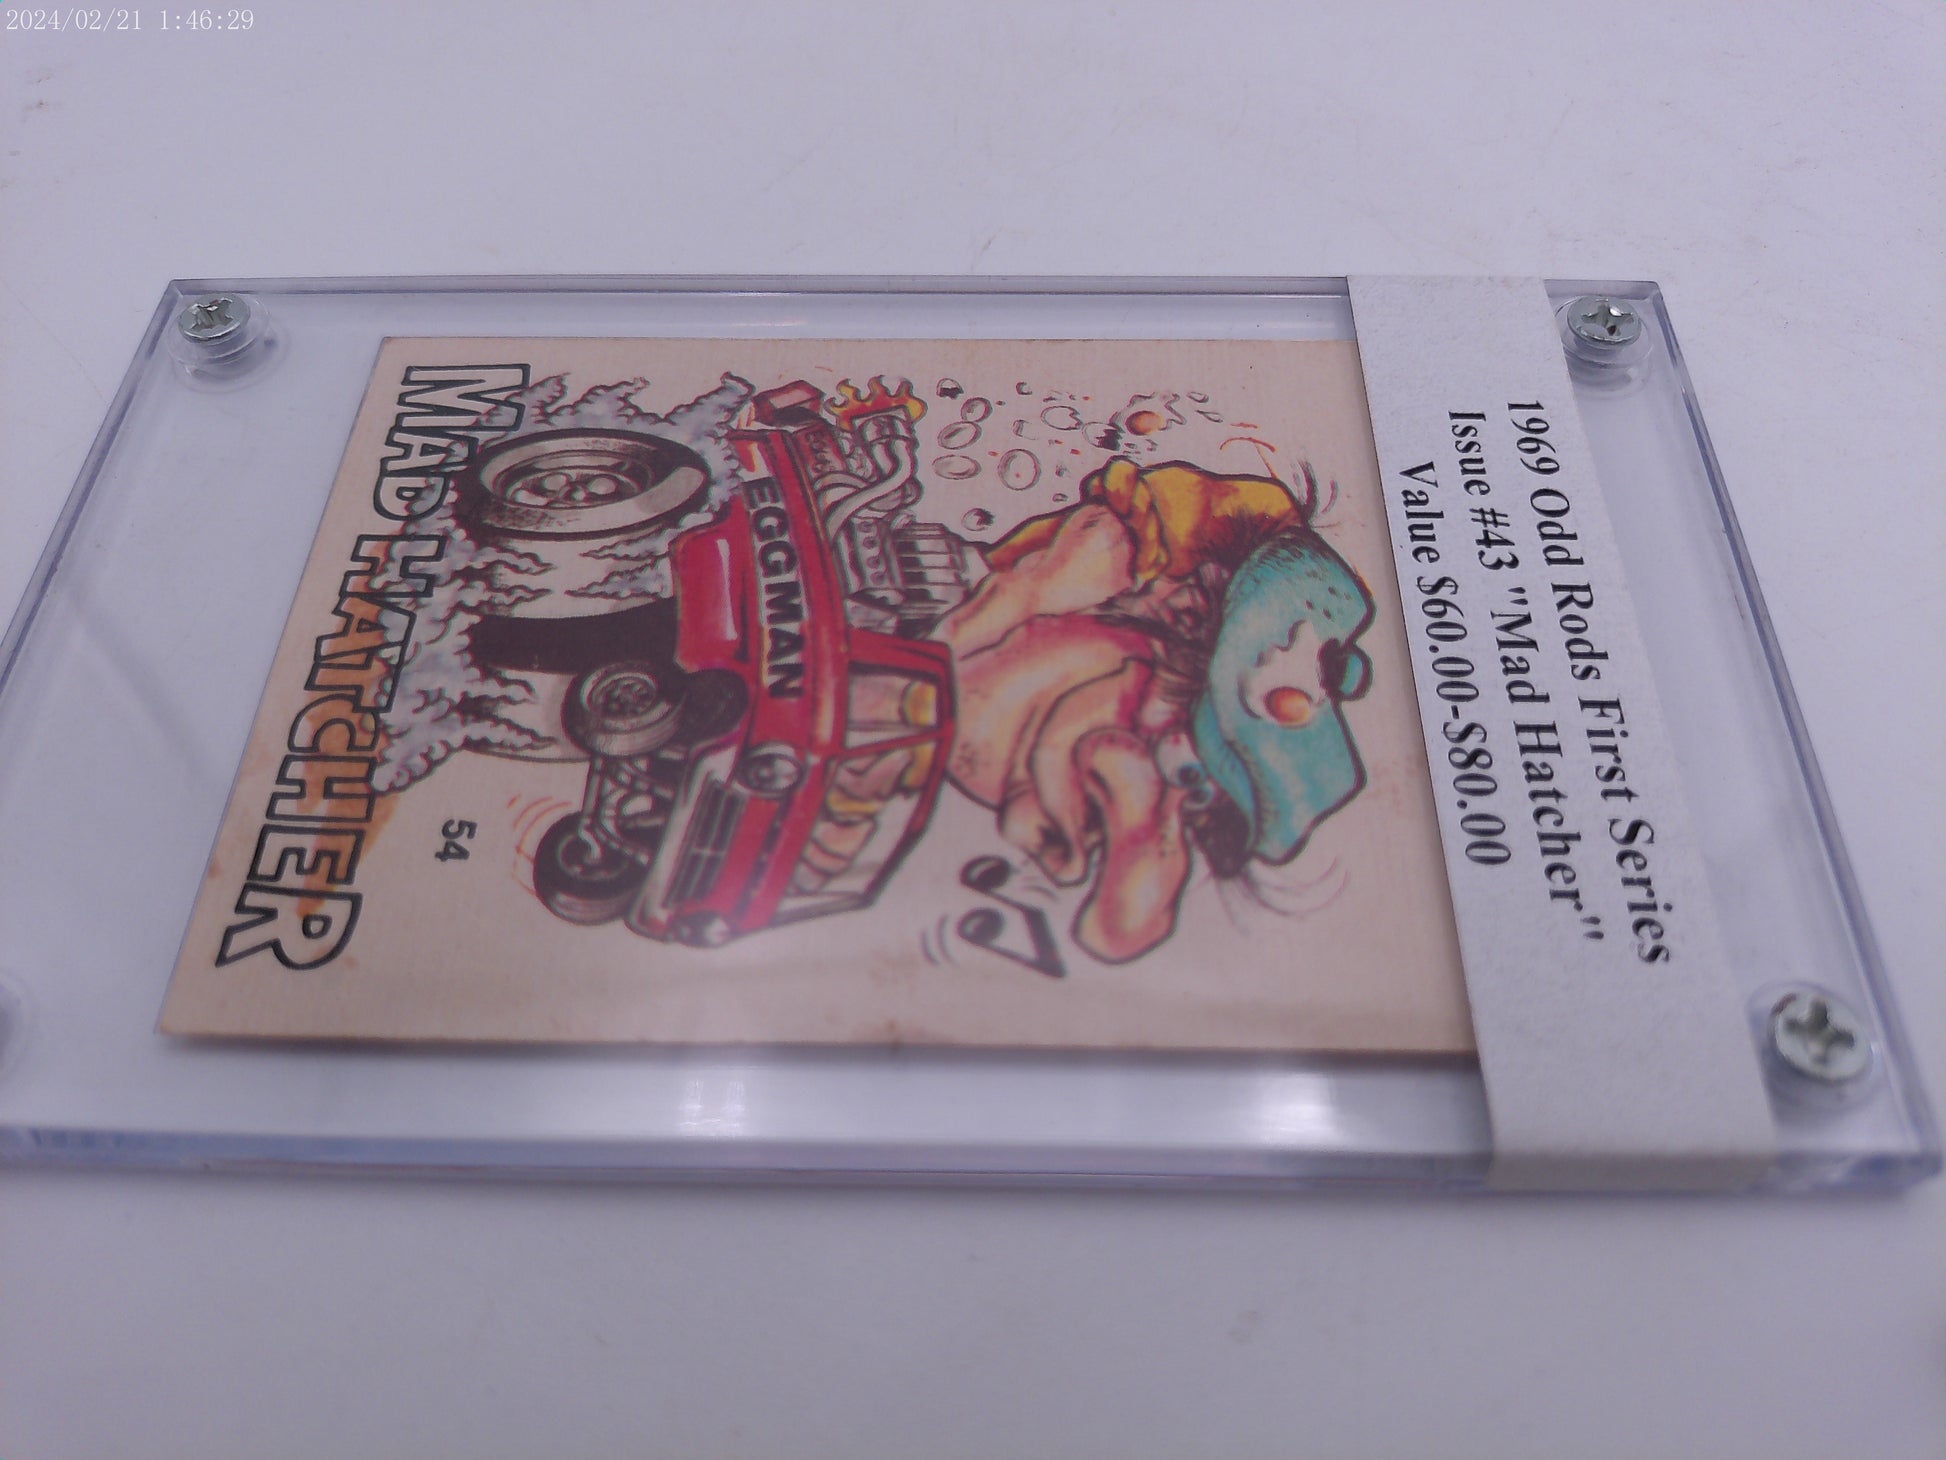 2024/02/21 1:46:29
1969 Odd Rods First Series
Issue #43 "Mad Hatcher"
Value $60.00-$80.00
EGGMAN
54
MAD HATCHER